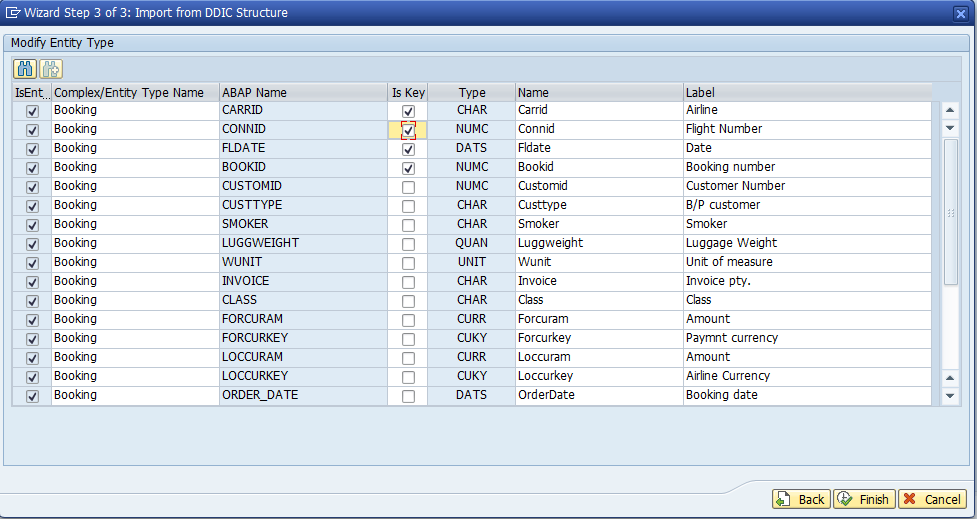 Wizard Step 3 of 3: Import from DDIC Structure
Modify Entity Type
IsEnt... Complex/Entity Type Name ABAP Name Is Key Type Name Label
Booking CARRID CHAR Carrid Airline
Booking CONNID NUMC Connid Flight Number
Booking FLDATE DATS Fldate Date
Booking BOOKID NUMC Bookid Booking number
Booking CUSTOMID NUMC Customid Customer Number
Booking CUSTTYPE CHAR Custtype B/P customer
Booking SMOKER CHAR Smoker Smoker
Booking LUGGWEIGHT QUAN Luggweight Luggage Weight
Booking WUNIT UNIT Wunit Unit of measure
Booking INVOICE CHAR Invoice Invoice pty.
Booking CLASS CHAR Class Class
Booking FORCURAM CURR Forcuram Amount
Booking FORCURKEY CUKY Forcurkey Paymnt currency
Booking LOCCURAM CURR Loccuram Amount
Booking LOCCURKEY CUKY Loccurkey Airline Currency
Booking ORDER_DATE DATS OrderDate Booking date
Back Finish Cancel